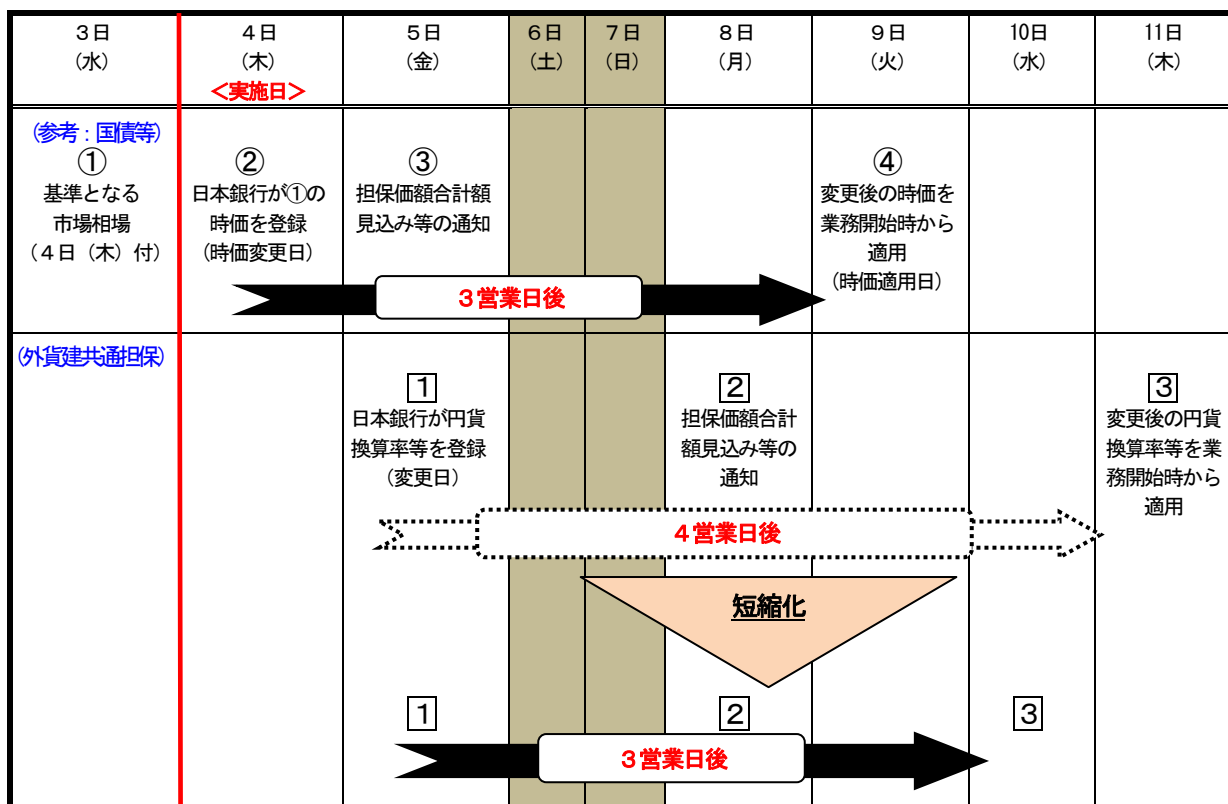 3日
(水)
4日
(木)
＜実施日＞
5日
(金)
6日
(土)
7日
(日)
8日
(月)
9日
(火)
10日
(水)
11日
(木)
(参考：国債等)
①
基準となる
市場相場
(４日（木）付)
②
日本銀行が①の
時価を登録
(時価変更日)
③
担保価額合計額
見込み等の通知
④
変更後の時価を
業務開始時から
適用
(時価適用日)
３営業日後
(外貨建共通担保)
1
日本銀行が円貨
換算率等を登録
(変更日)
2
担保価額合計
額見込み等の
通知
3
変更後の円貨
換算率等を業
務開始時から
適用
４営業日後
短縮化
1
2
3
３営業日後